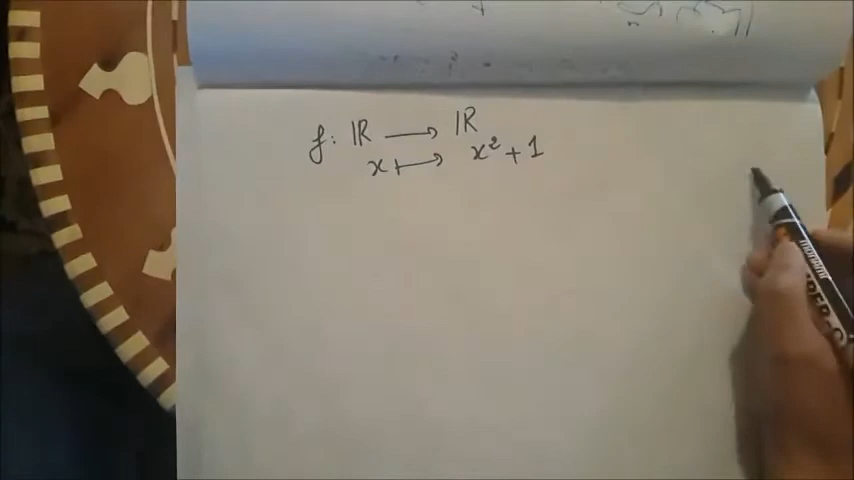 f: ℝ ⟶ ℝ
x ⟼ x² + 1